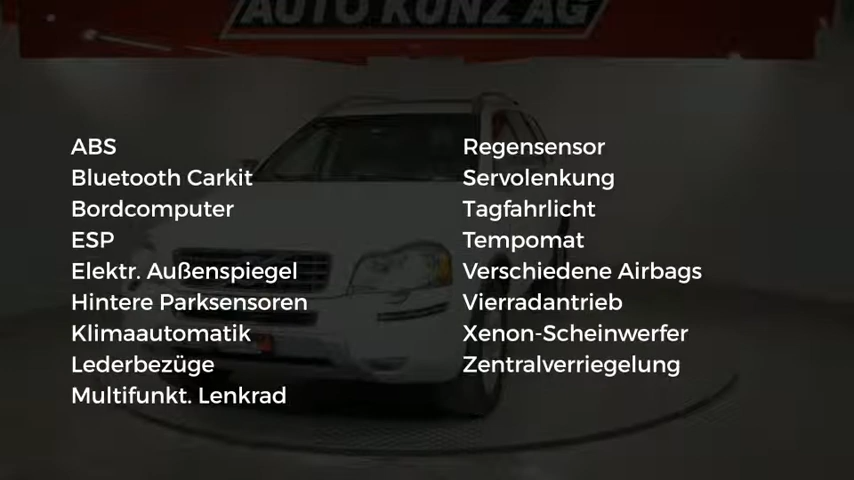 AUTO KUNZ AG
ABS
Bluetooth Carkit
Bordcomputer
ESP
Elektr. Außenspiegel
Hintere Parksensoren
Klimaautomatik
Lederbezüge
Multifunkt. Lenkrad
Regensensor
Servolenkung
Tagfahrlicht
Tempomat
Verschiedene Airbags
Vierradantrieb
Xenon-Scheinwerfer
Zentralverriegelung